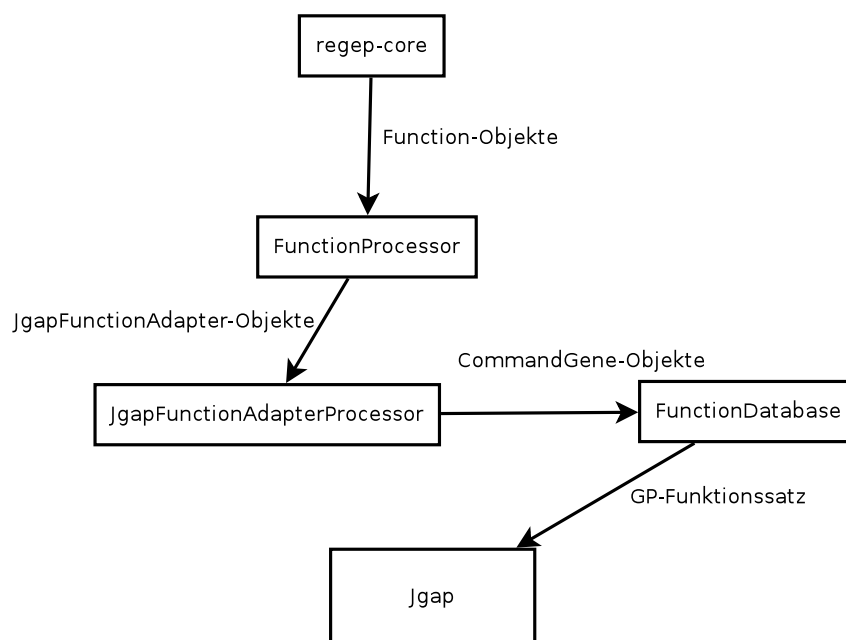 regep-core
Function-Objekte
FunctionProcessor
JgapFunctionAdapter-Objekte
CommandGene-Objekte
JgapFunctionAdapterProcessor
FunctionDatabase
GP-Funktionssatz
Jgap